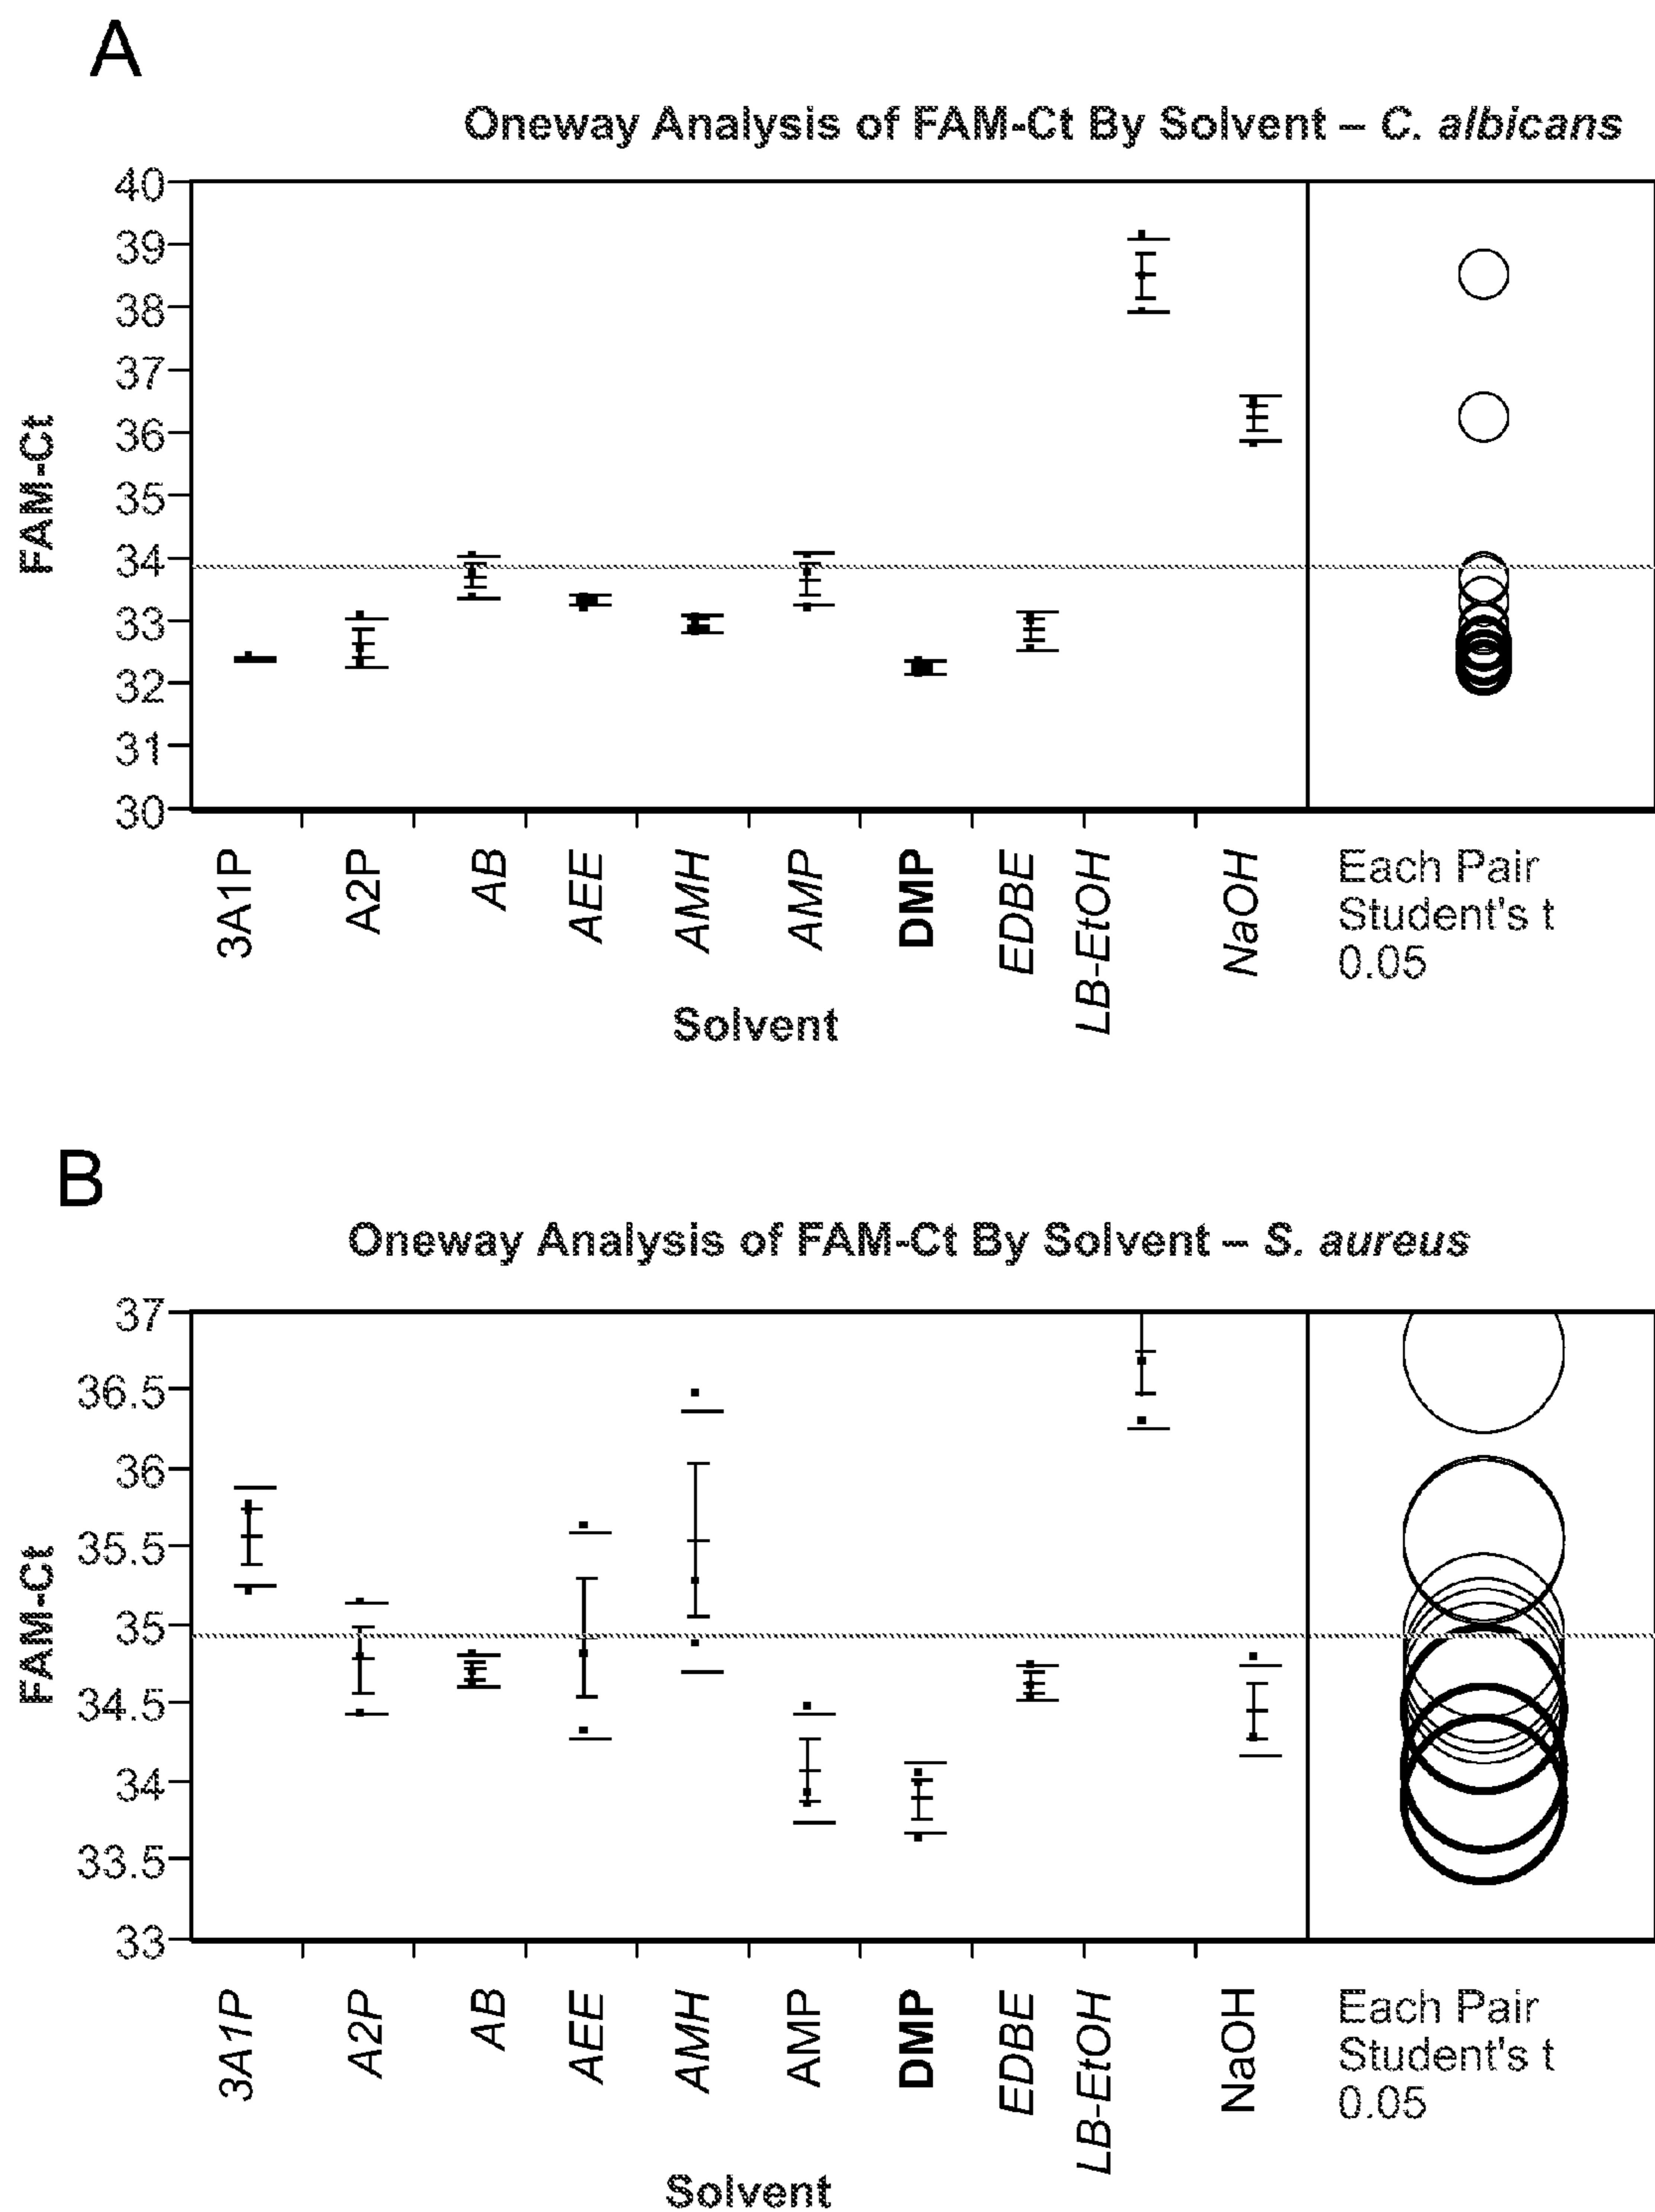 A
Oneway Analysis of FAM-Ct By Solvent – C. albicans
40
39
38
37
36
35
34
33
32
31
30
FAM-Ct
3A1P
A2P
AB
AEE
AMH
AMP
DMP
EDBE
LB-EtOH
NaOH
Each Pair
Student's t
0.05
Solvent
B
Oneway Analysis of FAM-Ct By Solvent – S. aureus
37
36.5
36
35.5
35
34.5
34
33.5
33
FAM-Ct
3A1P
A2P
AB
AEE
AMH
AMP
DMP
EDBE
LB-EtOH
NaOH
Each Pair
Student's t
0.05
Solvent